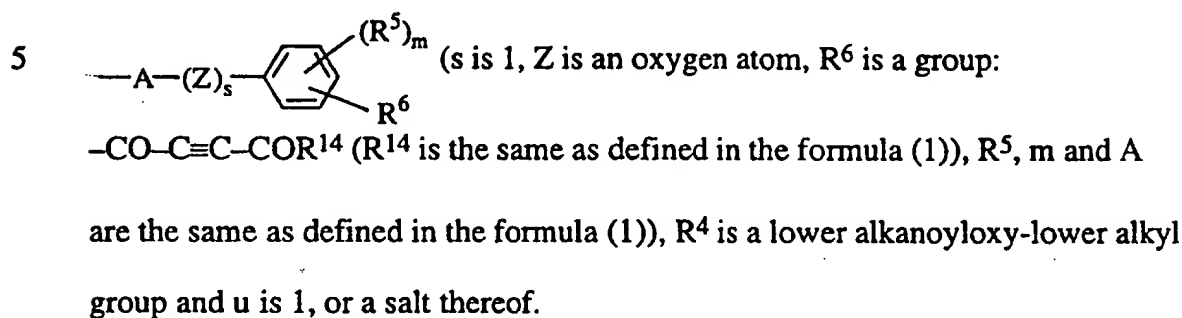 5
—A—(Z)s— (R⁵)m R⁶ (s is 1, Z is an oxygen atom, R⁶ is a group:
–CO–C≡C–COR¹⁴ (R¹⁴ is the same as defined in the formula (1)), R⁵, m and A
are the same as defined in the formula (1)), R⁴ is a lower alkanoyloxy-lower alkyl
group and u is 1, or a salt thereof.